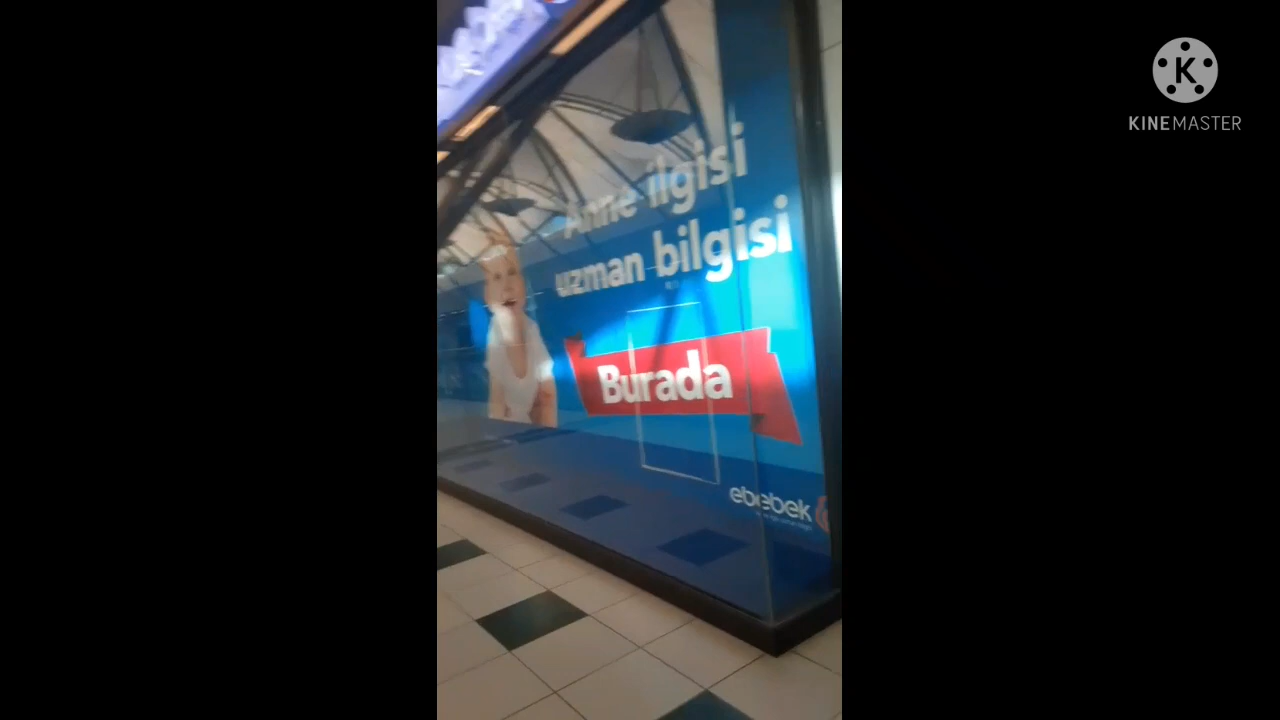 Anne ilgisi
uzman bilgisi
Burada
ebebek
K
KINEMASTER